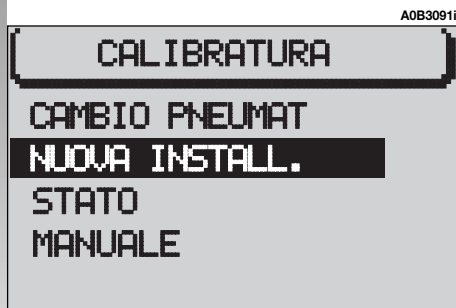 A0B3091i
CALIBRATURA
CAMBIO PNEUMAT
NUOVA INSTALL.
STATO
MANUALE